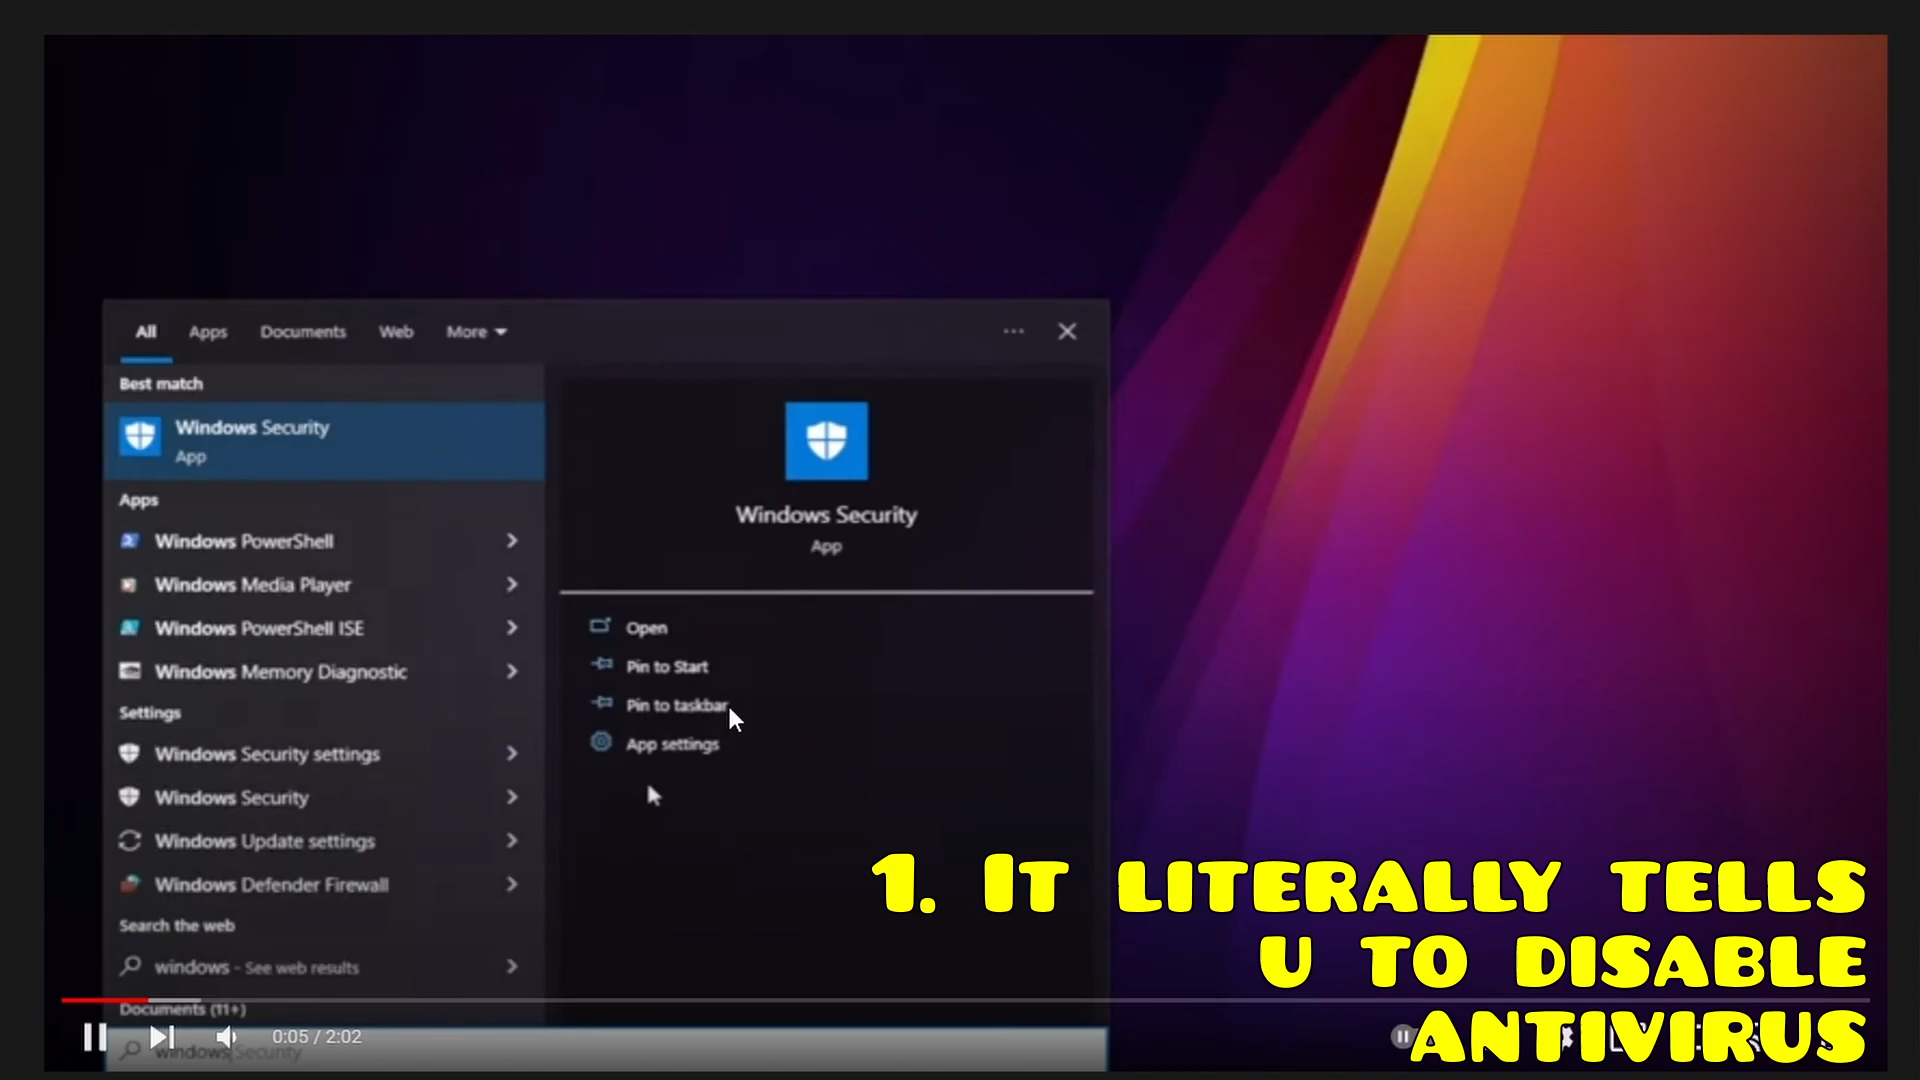 All Apps Documents Web More
Best match
Windows Security
App
Apps
Windows PowerShell
Windows Media Player
Windows PowerShell ISE
Windows Memory Diagnostic
Settings
Windows Security settings
Windows Security
Windows Update settings
Windows Defender Firewall
Search the web
windows - See web results
Documents (11+)
windows Security
Windows Security
App
Open
Pin to Start
Pin to taskbar
App settings
0:05 / 2:02
1. It literally tells
u to disable
antivirus